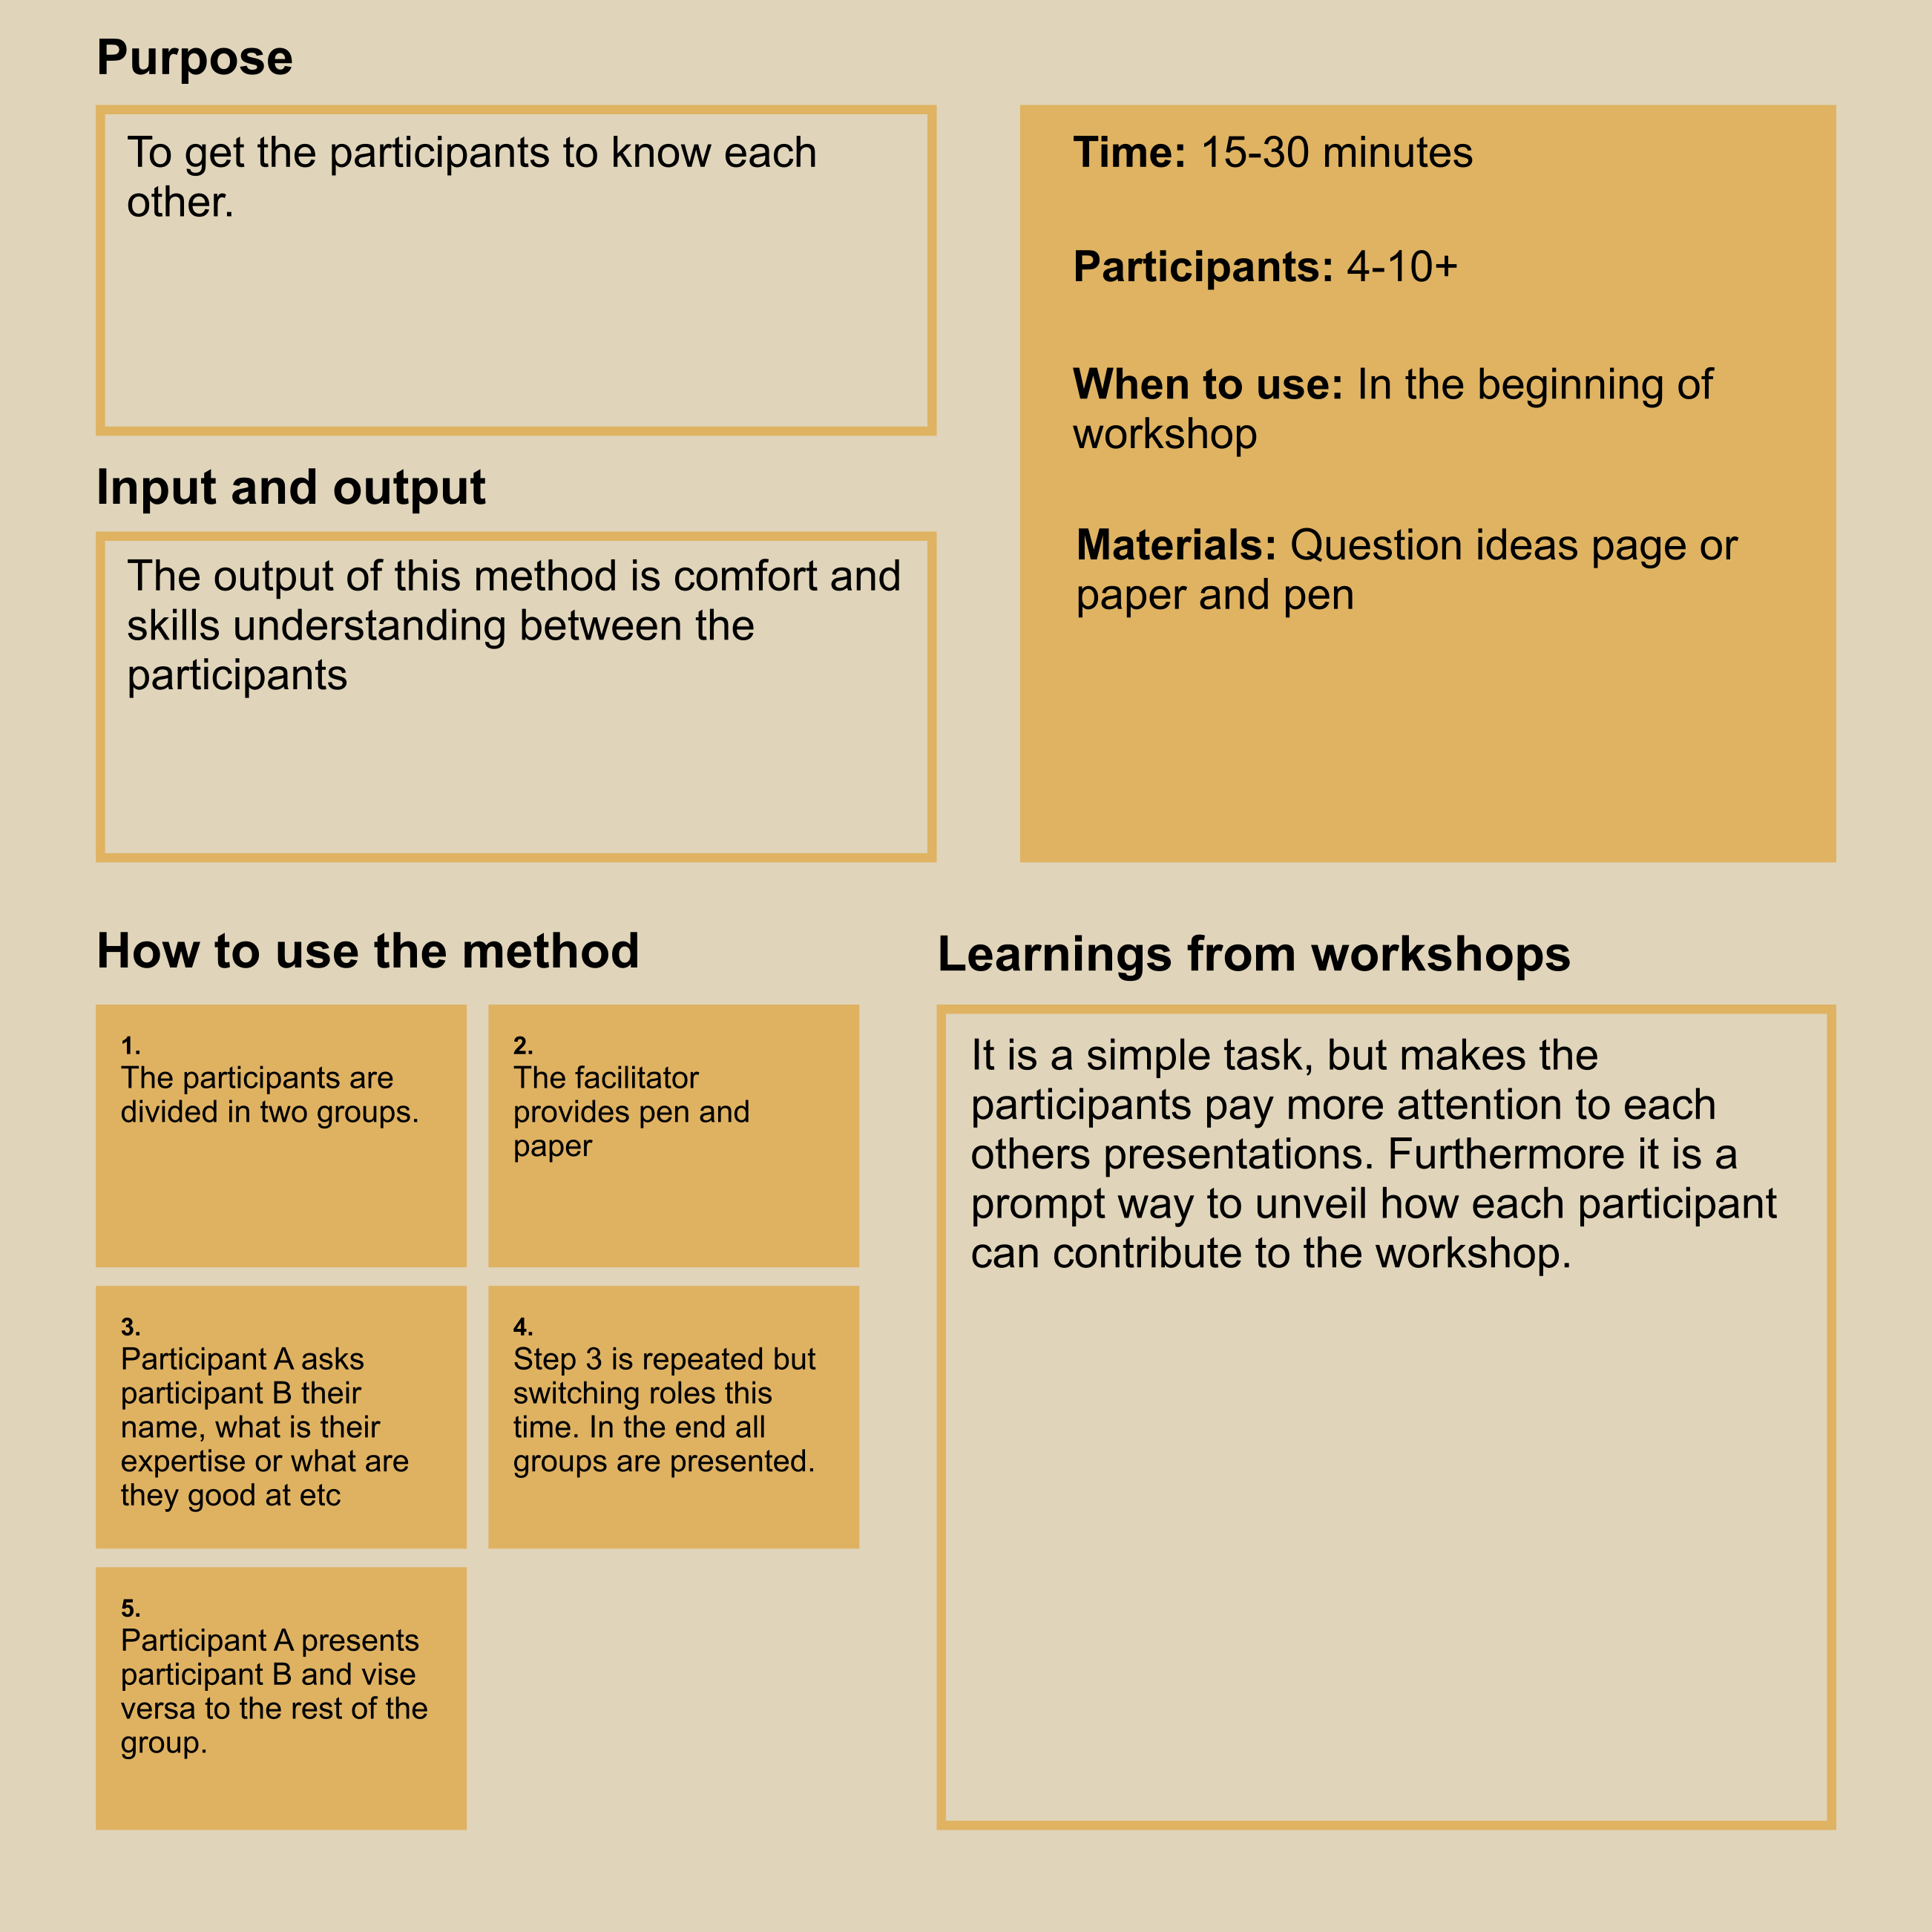 Purpose
To get the participants to know each
other.
Time: 15-30 minutes
Participants: 4-10+
When to use: In the beginning of
workshop
Materials: Question ideas page or
paper and pen
Input and output
The output of this method is comfort and
skills understanding between the
participants
How to use the method
1.
The participants are
divided in two groups.
2.
The facilitator
provides pen and
paper
3.
Participant A asks
participant B their
name, what is their
expertise or what are
they good at etc
4.
Step 3 is repeated but
switching roles this
time. In the end all
groups are presented.
5.
Participant A presents
participant B and vise
versa to the rest of the
group.
Learnings from workshops
It is a simple task, but makes the
participants pay more attention to each
others presentations. Furthermore it is a
prompt way to unveil how each participant
can contribute to the workshop.